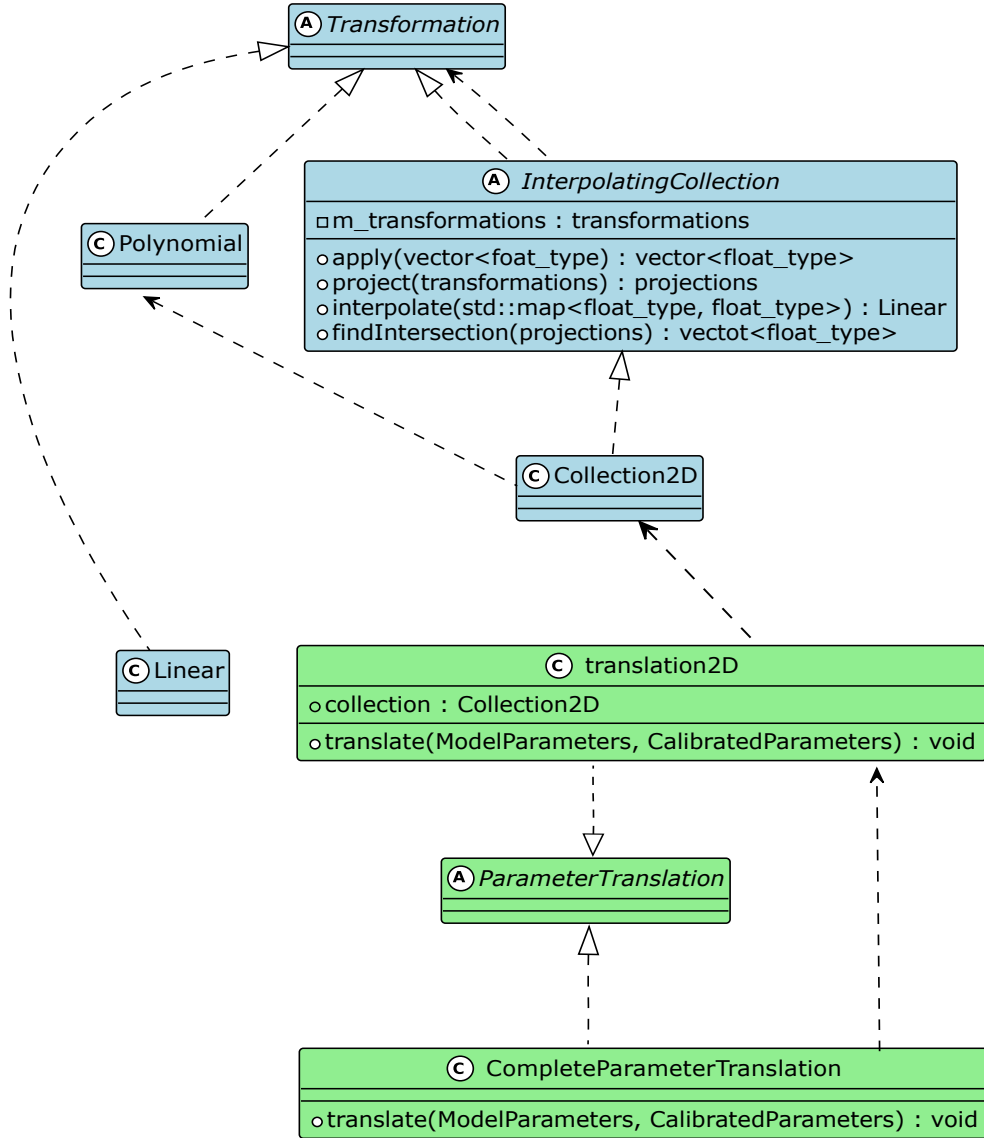 A Transformation
A InterpolatingCollection
m_transformations : transformations
apply(vector<foat_type) : vector<float_type>
project(transformations) : projections
interpolate(std::map<float_type, float_type>) : Linear
findIntersection(projections) : vectot<float_type>
C Polynomial
C Collection2D
C Linear
C translation2D
collection : Collection2D
translate(ModelParameters, CalibratedParameters) : void
A ParameterTranslation
C CompleteParameterTranslation
translate(ModelParameters, CalibratedParameters) : void